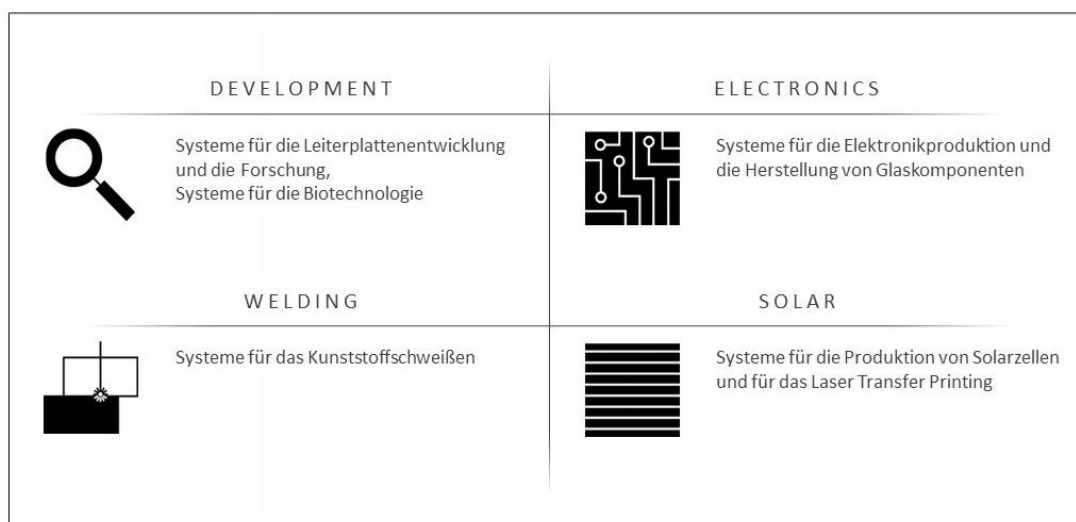 DEVELOPMENT
Systeme für die Leiterplattenentwicklung
und die Forschung,
Systeme für die Biotechnologie
ELECTRONICS
Systeme für die Elektronikproduktion und
die Herstellung von Glaskomponenten
WELDING
Systeme für das Kunststoffschweißen
SOLAR
Systeme für die Produktion von Solarzellen
und für das Laser Transfer Printing